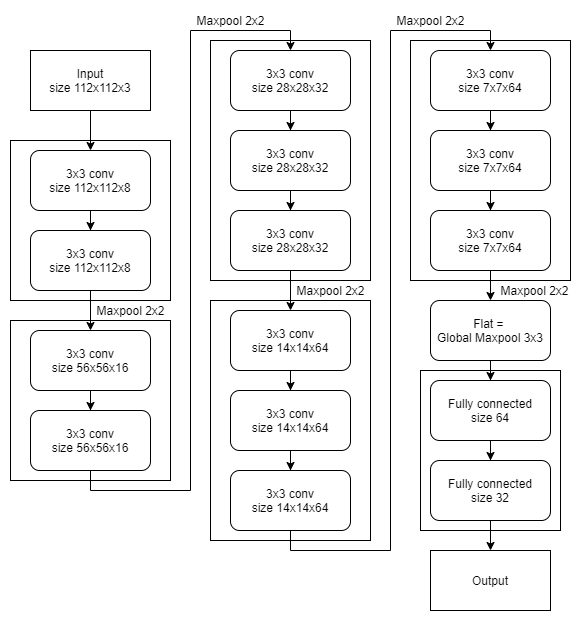 Input
size 112x112x3
3x3 conv
size 112x112x8
3x3 conv
size 112x112x8
Maxpool 2x2
3x3 conv
size 56x56x16
3x3 conv
size 56x56x16
Maxpool 2x2
3x3 conv
size 28x28x32
3x3 conv
size 28x28x32
3x3 conv
size 28x28x32
Maxpool 2x2
3x3 conv
size 14x14x64
3x3 conv
size 14x14x64
3x3 conv
size 14x14x64
Maxpool 2x2
3x3 conv
size 7x7x64
3x3 conv
size 7x7x64
3x3 conv
size 7x7x64
Maxpool 2x2
Flat =
Global Maxpool 3x3
Fully connected
size 64
Fully connected
size 32
Output